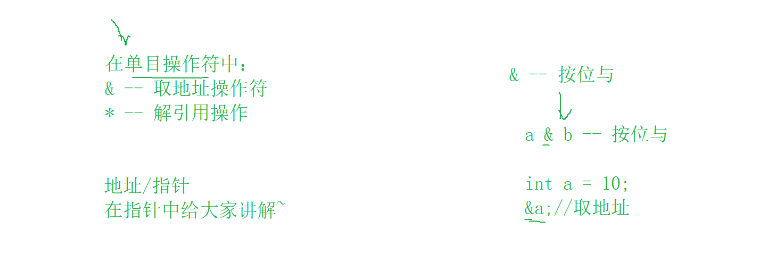 在单目操作符中：
& -- 取地址操作符
* -- 解引用操作
地址/指针
在指针中给大家讲解~
& -- 按位与
a & b -- 按位与
int a = 10;
&a;//取地址